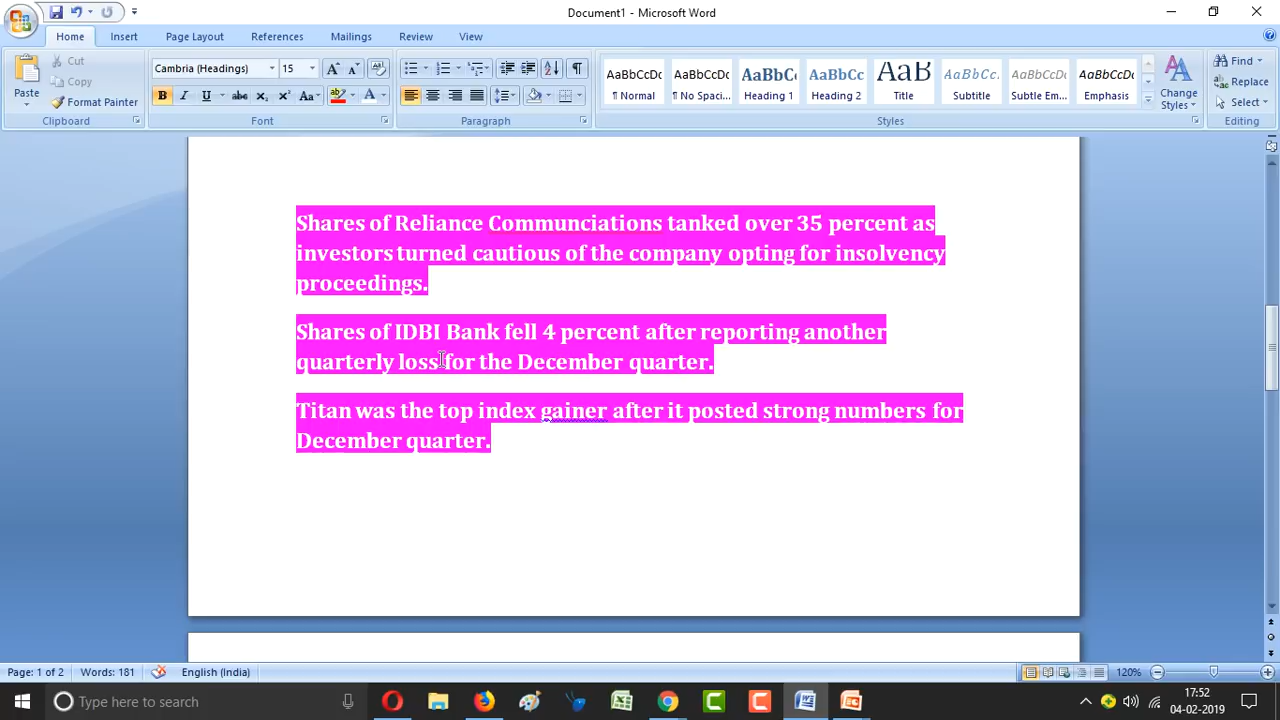 Document1 - Microsoft Word
Home Insert Page Layout References Mailings Review View
Paste
Cut
Copy
Format Painter
Clipboard
Cambria (Headings) 15
B I U abc x₂ x² Aa
Font
Paragraph
AaBbCcDc AaBbCcDc AaBbC AaBbCc AaB AaBbCc. AaBbCcDc AaBbCcDc
¶ Normal ¶ No Spaci... Heading 1 Heading 2 Title Subtitle Subtle Em... Emphasis
Change
Styles
Styles
Find
Replace
Select
Editing
Shares of Reliance Communciations tanked over 35 percent as
investors turned cautious of the company opting for insolvency
proceedings.
Shares of IDBI Bank fell 4 percent after reporting another
quarterly loss for the December quarter.
Titan was the top index gainer after it posted strong numbers for
December quarter.
Page: 1 of 2 Words: 181 English (India) 120%
Type here to search
17:52
04-02-2019